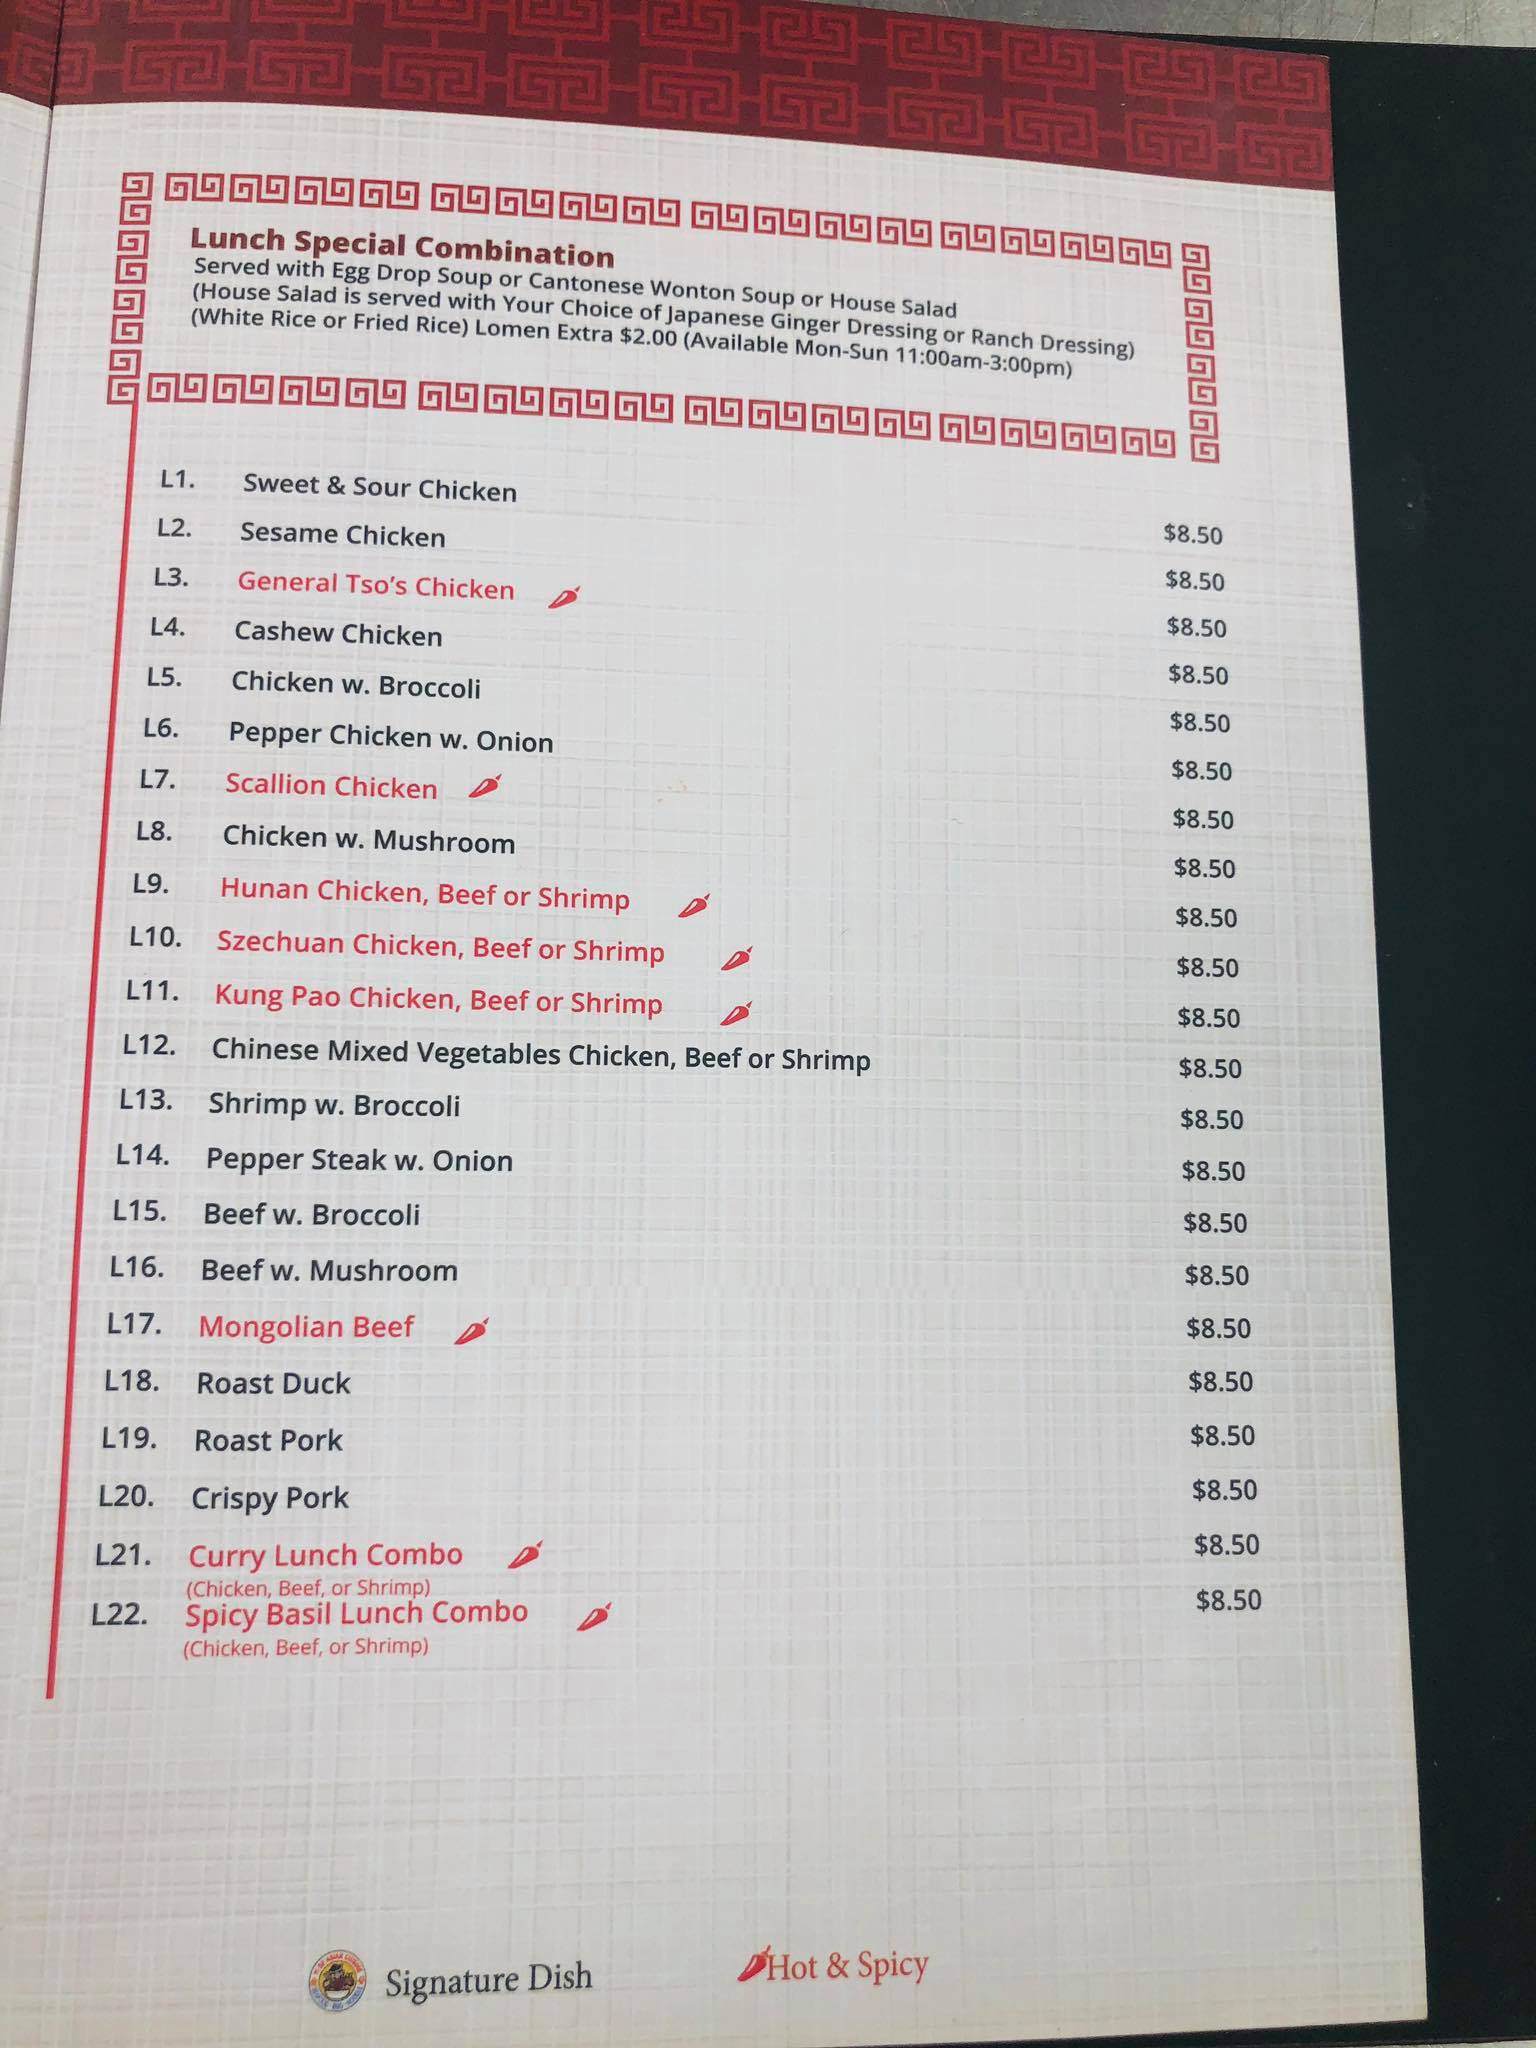 Lunch Special Combination
Served with Egg Drop Soup or Cantonese Wonton Soup or House Salad
(House Salad is served with Your Choice of Japanese Ginger Dressing or Ranch Dressing)
(White Rice or Fried Rice) Lomen Extra $2.00 (Available Mon-Sun 11:00am-3:00pm)
L1. Sweet & Sour Chicken $8.50
L2. Sesame Chicken $8.50
L3. General Tso's Chicken $8.50
L4. Cashew Chicken $8.50
L5. Chicken w. Broccoli $8.50
L6. Pepper Chicken w. Onion $8.50
L7. Scallion Chicken $8.50
L8. Chicken w. Mushroom $8.50
L9. Hunan Chicken, Beef or Shrimp $8.50
L10. Szechuan Chicken, Beef or Shrimp $8.50
L11. Kung Pao Chicken, Beef or Shrimp $8.50
L12. Chinese Mixed Vegetables Chicken, Beef or Shrimp $8.50
L13. Shrimp w. Broccoli $8.50
L14. Pepper Steak w. Onion $8.50
L15. Beef w. Broccoli $8.50
L16. Beef w. Mushroom $8.50
L17. Mongolian Beef $8.50
L18. Roast Duck $8.50
L19. Roast Pork $8.50
L20. Crispy Pork $8.50
L21. Curry Lunch Combo $8.50
(Chicken, Beef, or Shrimp)
L22. Spicy Basil Lunch Combo $8.50
(Chicken, Beef, or Shrimp)
Signature Dish
Hot & Spicy